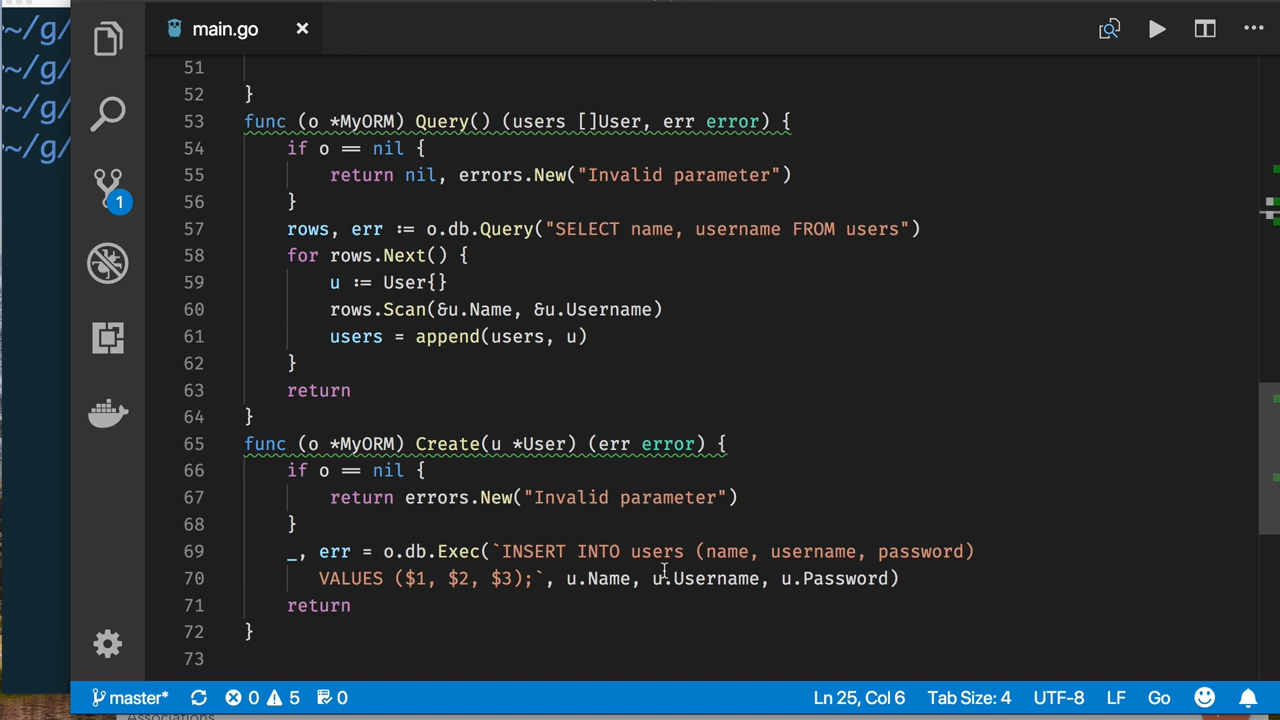 ~/g/
~/g/
~/g/
~/g/
main.go
51
52 }
53 func (o *MyORM) Query() (users []User, err error) {
54 if o == nil {
55 return nil, errors.New("Invalid parameter")
56 }
57 rows, err := o.db.Query("SELECT name, username FROM users")
58 for rows.Next() {
59 u := User{}
60 rows.Scan(&u.Name, &u.Username)
61 users = append(users, u)
62 }
63 return
64 }
65 func (o *MyORM) Create(u *User) (err error) {
66 if o == nil {
67 return errors.New("Invalid parameter")
68 }
69 _, err = o.db.Exec(`INSERT INTO users (name, username, password)
70 VALUES ($1, $2, $3);`, u.Name, u.Username, u.Password)
71 return
72 }
73
1
master* 0 5 0 Ln 25, Col 6 Tab Size: 4 UTF-8 LF Go
Associations